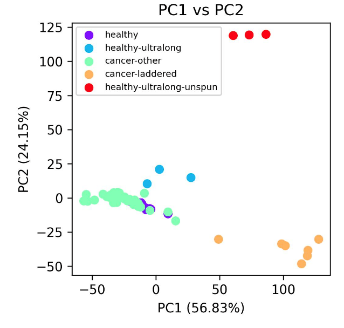 PC1 vs PC2
125
100
75
50
25
0
−25
−50
PC2 (24.15%)
healthy
healthy-ultralong
cancer-other
cancer-laddered
healthy-ultralong-unspun
−50
0
50
100
PC1 (56.83%)